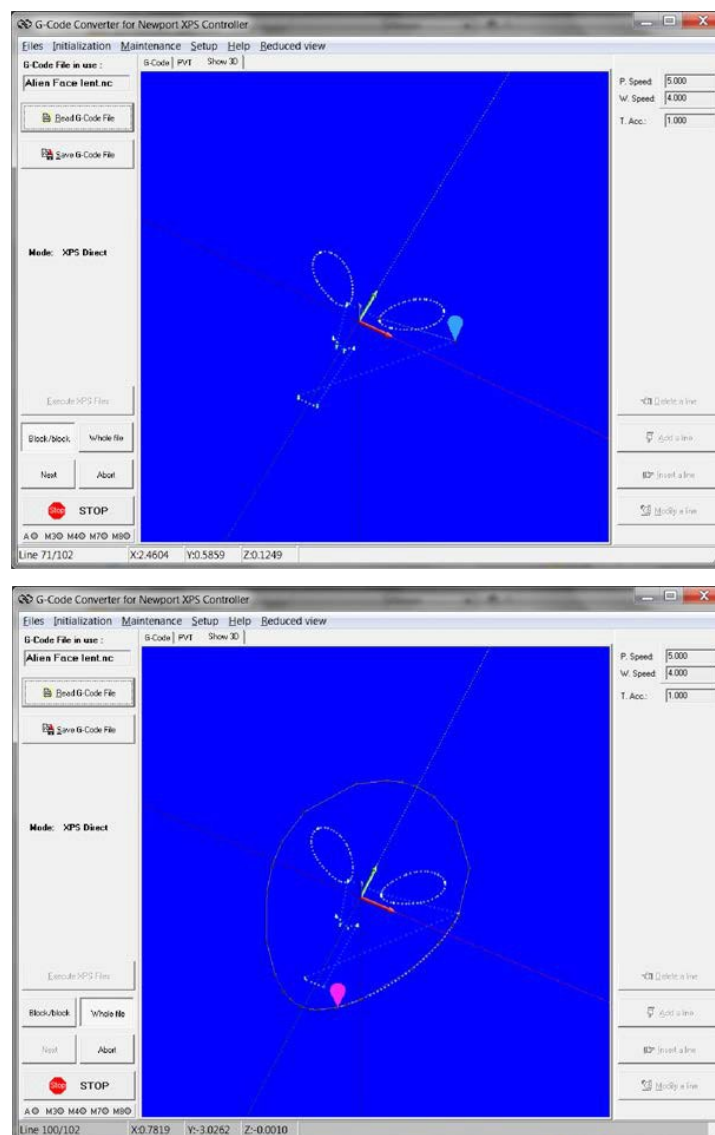 G-Code Converter for Newport XPS Controller
Files Initialization Maintenance Setup Help Reduced view
G-Code File in use :
G-Code PVT Show 3D
Alien Face lent.nc
P. Speed: 5.000
W. Speed: 4.000
Read G-Code File
T. Acc.: 1.000
Save G-Code File
Mode: XPS Direct
Execute XPS Files
Delete a line
Block/block Whole file
Add a line
Next Abort
Insert a line
Stop STOP
Modify a line
A M3 M4 M7 M8
Line 71/102 X:2.4604 Y:0.5859 Z:0.1249
G-Code Converter for Newport XPS Controller
Files Initialization Maintenance Setup Help Reduced view
G-Code File in use :
G-Code PVT Show 3D
Alien Face lent.nc
P. Speed: 5.000
W. Speed: 4.000
Read G-Code File
T. Acc.: 1.000
Save G-Code File
Mode: XPS Direct
Execute XPS Files
Delete a line
Block/block Whole file
Add a line
Next Abort
Insert a line
Stop STOP
Modify a line
A M3 M4 M7 M8
Line 100/102 X:0.7819 Y:-3.0262 Z:-0.0010